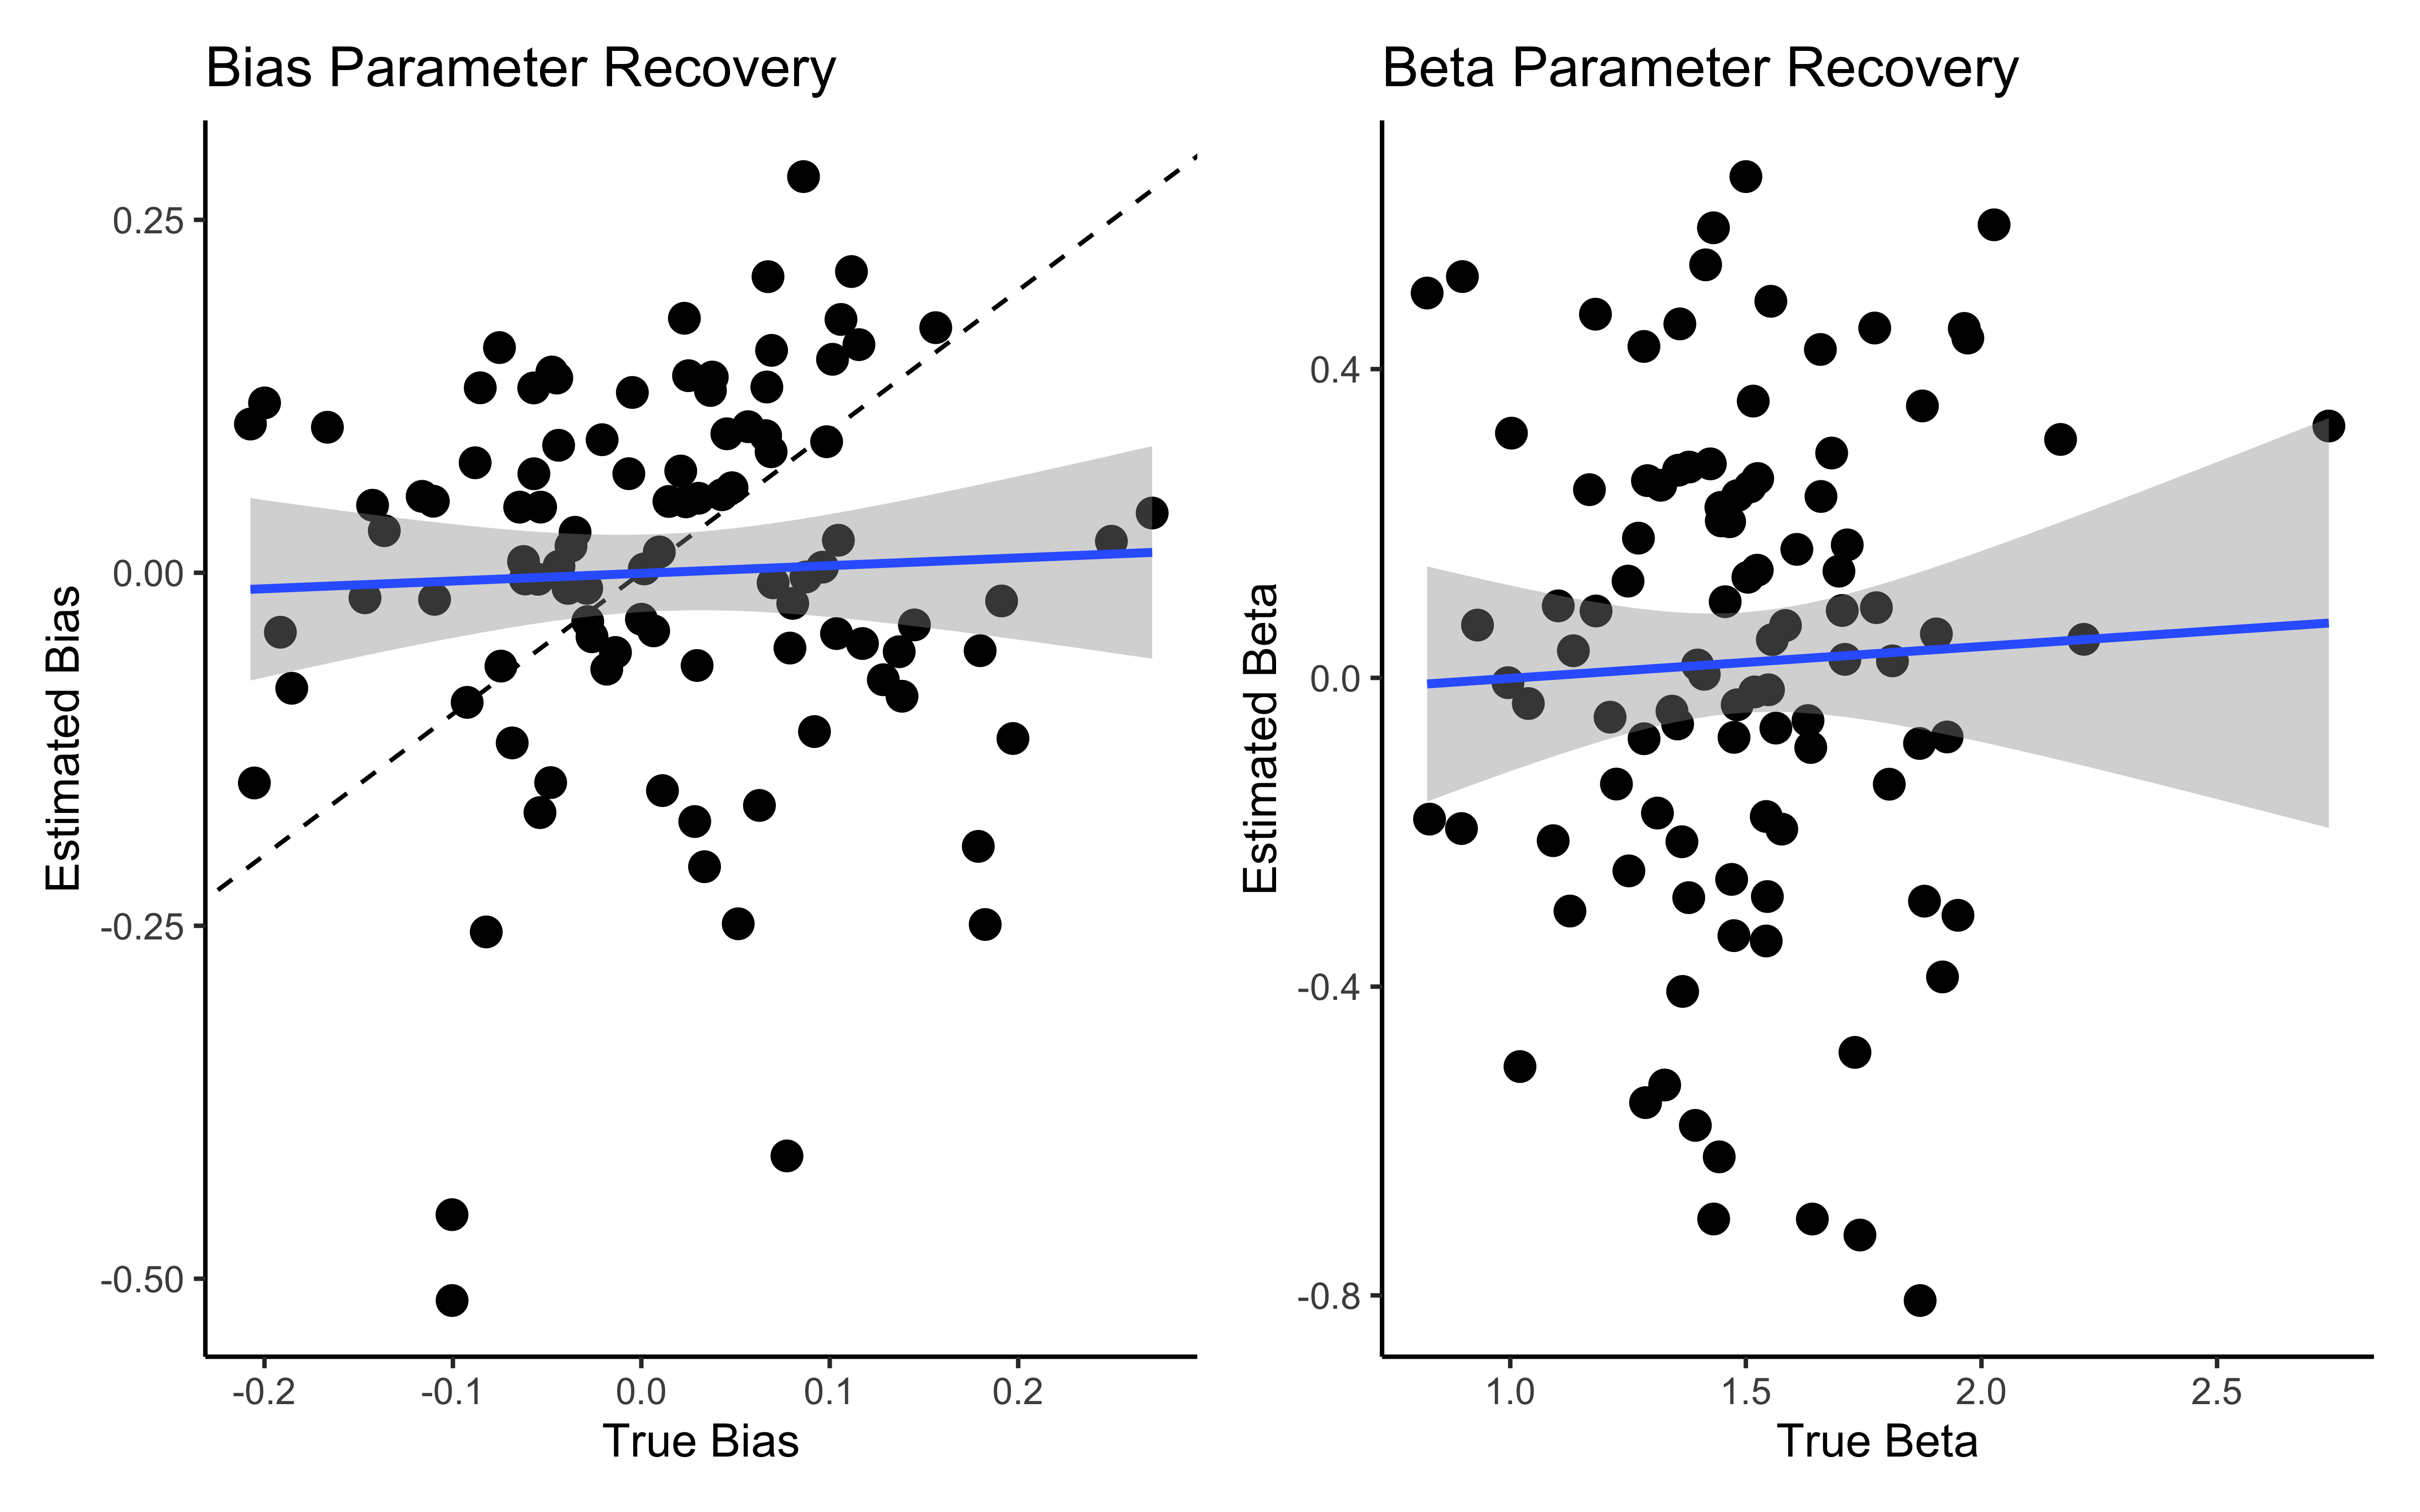 Bias Parameter Recovery
Estimated Bias
0.25
0.00
-0.25
-0.50
-0.2 -0.1 0.0 0.1 0.2
True Bias
Beta Parameter Recovery
Estimated Beta
0.4
0.0
-0.4
-0.8
1.0 1.5 2.0 2.5
True Beta